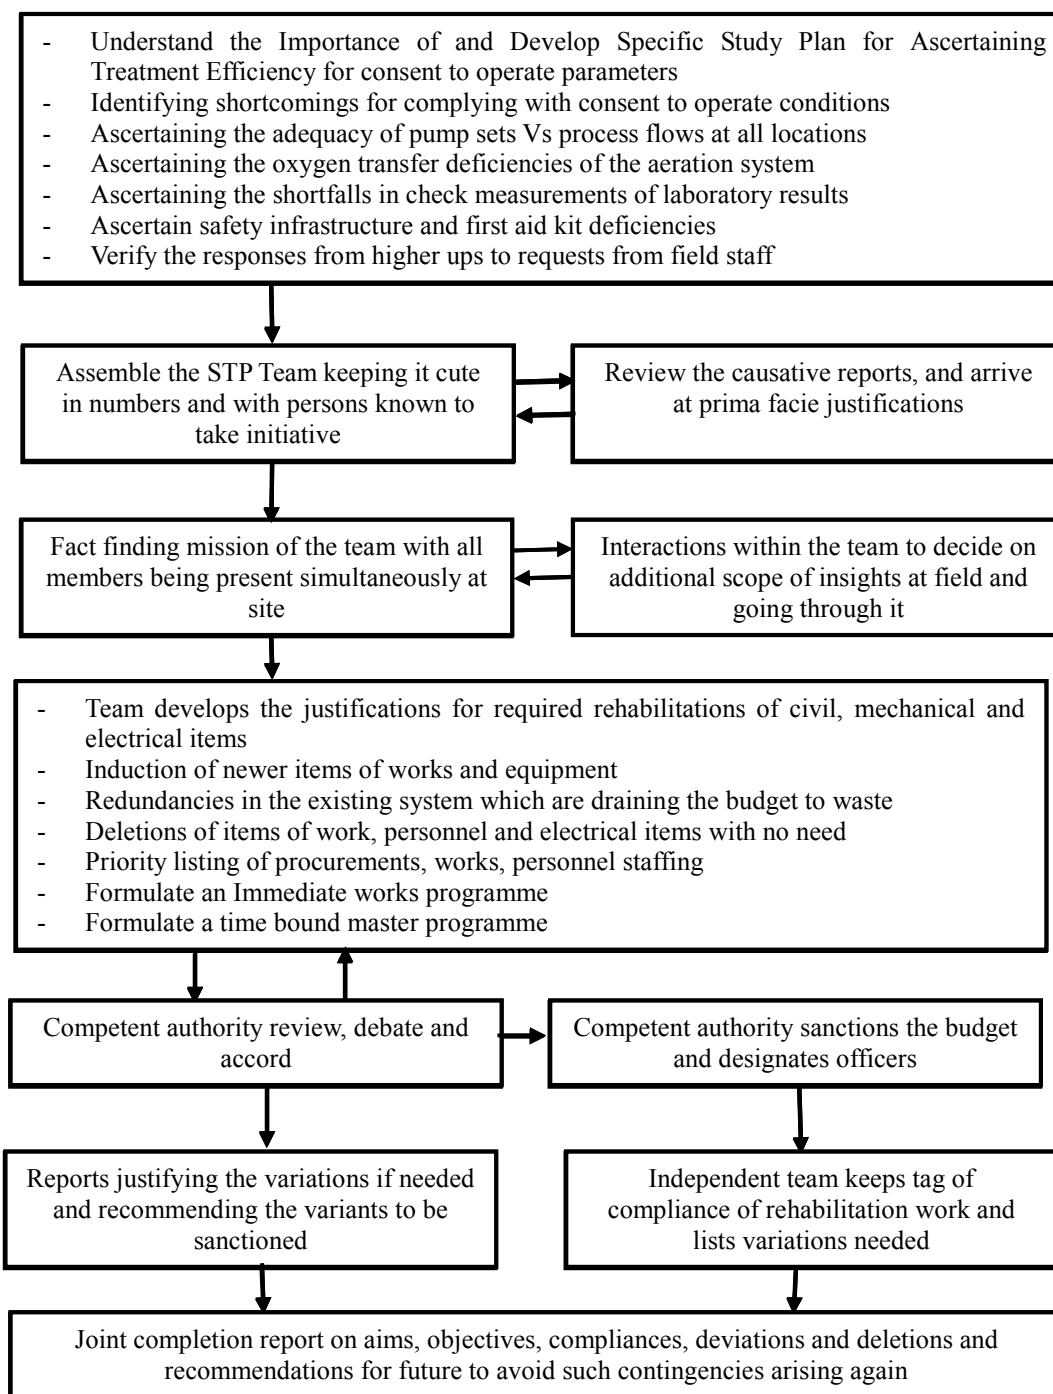 - Understand the Importance of and Develop Specific Study Plan for Ascertaining
Treatment Efficiency for consent to operate parameters
- Identifying shortcomings for complying with consent to operate conditions
- Ascertaining the adequacy of pump sets Vs process flows at all locations
- Ascertaining the oxygen transfer deficiencies of the aeration system
- Ascertaining the shortfalls in check measurements of laboratory results
- Ascertain safety infrastructure and first aid kit deficiencies
- Verify the responses from higher ups to requests from field staff
Assemble the STP Team keeping it cute
in numbers and with persons known to
take initiative
Review the causative reports, and arrive
at prima facie justifications
Fact finding mission of the team with all
members being present simultaneously at
site
Interactions within the team to decide on
additional scope of insights at field and
going through it
- Team develops the justifications for required rehabilitations of civil, mechanical and
electrical items
- Induction of newer items of works and equipment
- Redundancies in the existing system which are draining the budget to waste
- Deletions of items of work, personnel and electrical items with no need
- Priority listing of procurements, works, personnel staffing
- Formulate an Immediate works programme
- Formulate a time bound master programme
Competent authority review, debate and
accord
Competent authority sanctions the budget
and designates officers
Reports justifying the variations if needed
and recommending the variants to be
sanctioned
Independent team keeps tag of
compliance of rehabilitation work and
lists variations needed
Joint completion report on aims, objectives, compliances, deviations and deletions and
recommendations for future to avoid such contingencies arising again